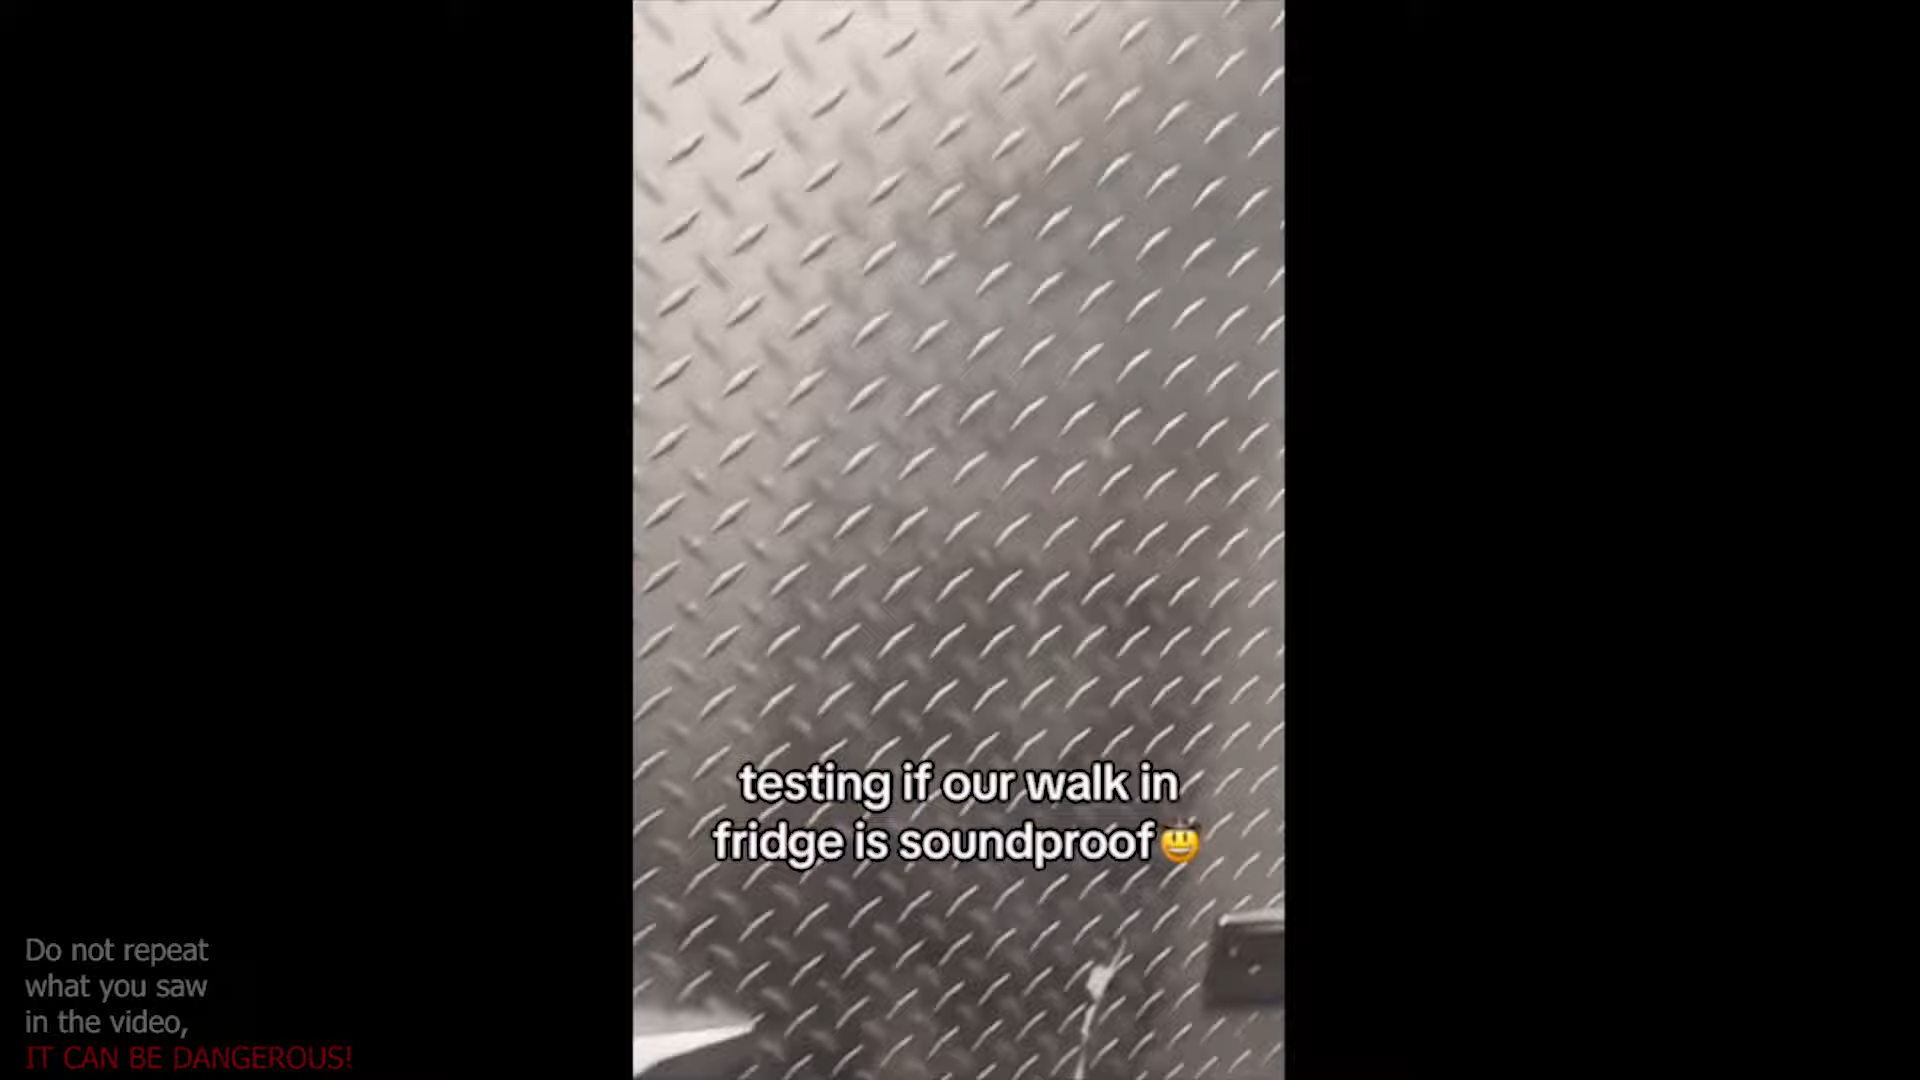 testing if our walk in
fridge is soundproof🤠
Do not repeat
what you saw
in the video,
IT CAN BE DANGEROUS!